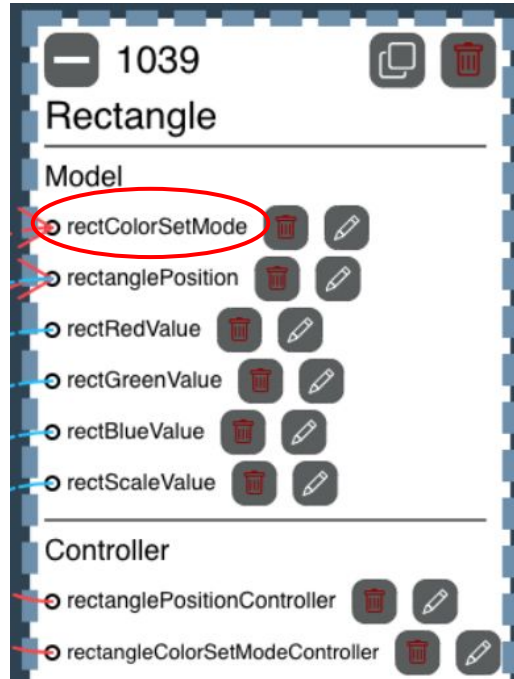 1039
Rectangle
Model
rectColorSetMode
rectanglePosition
rectRedValue
rectGreenValue
rectBlueValue
rectScaleValue
Controller
rectanglePositionController
rectangleColorSetModeController